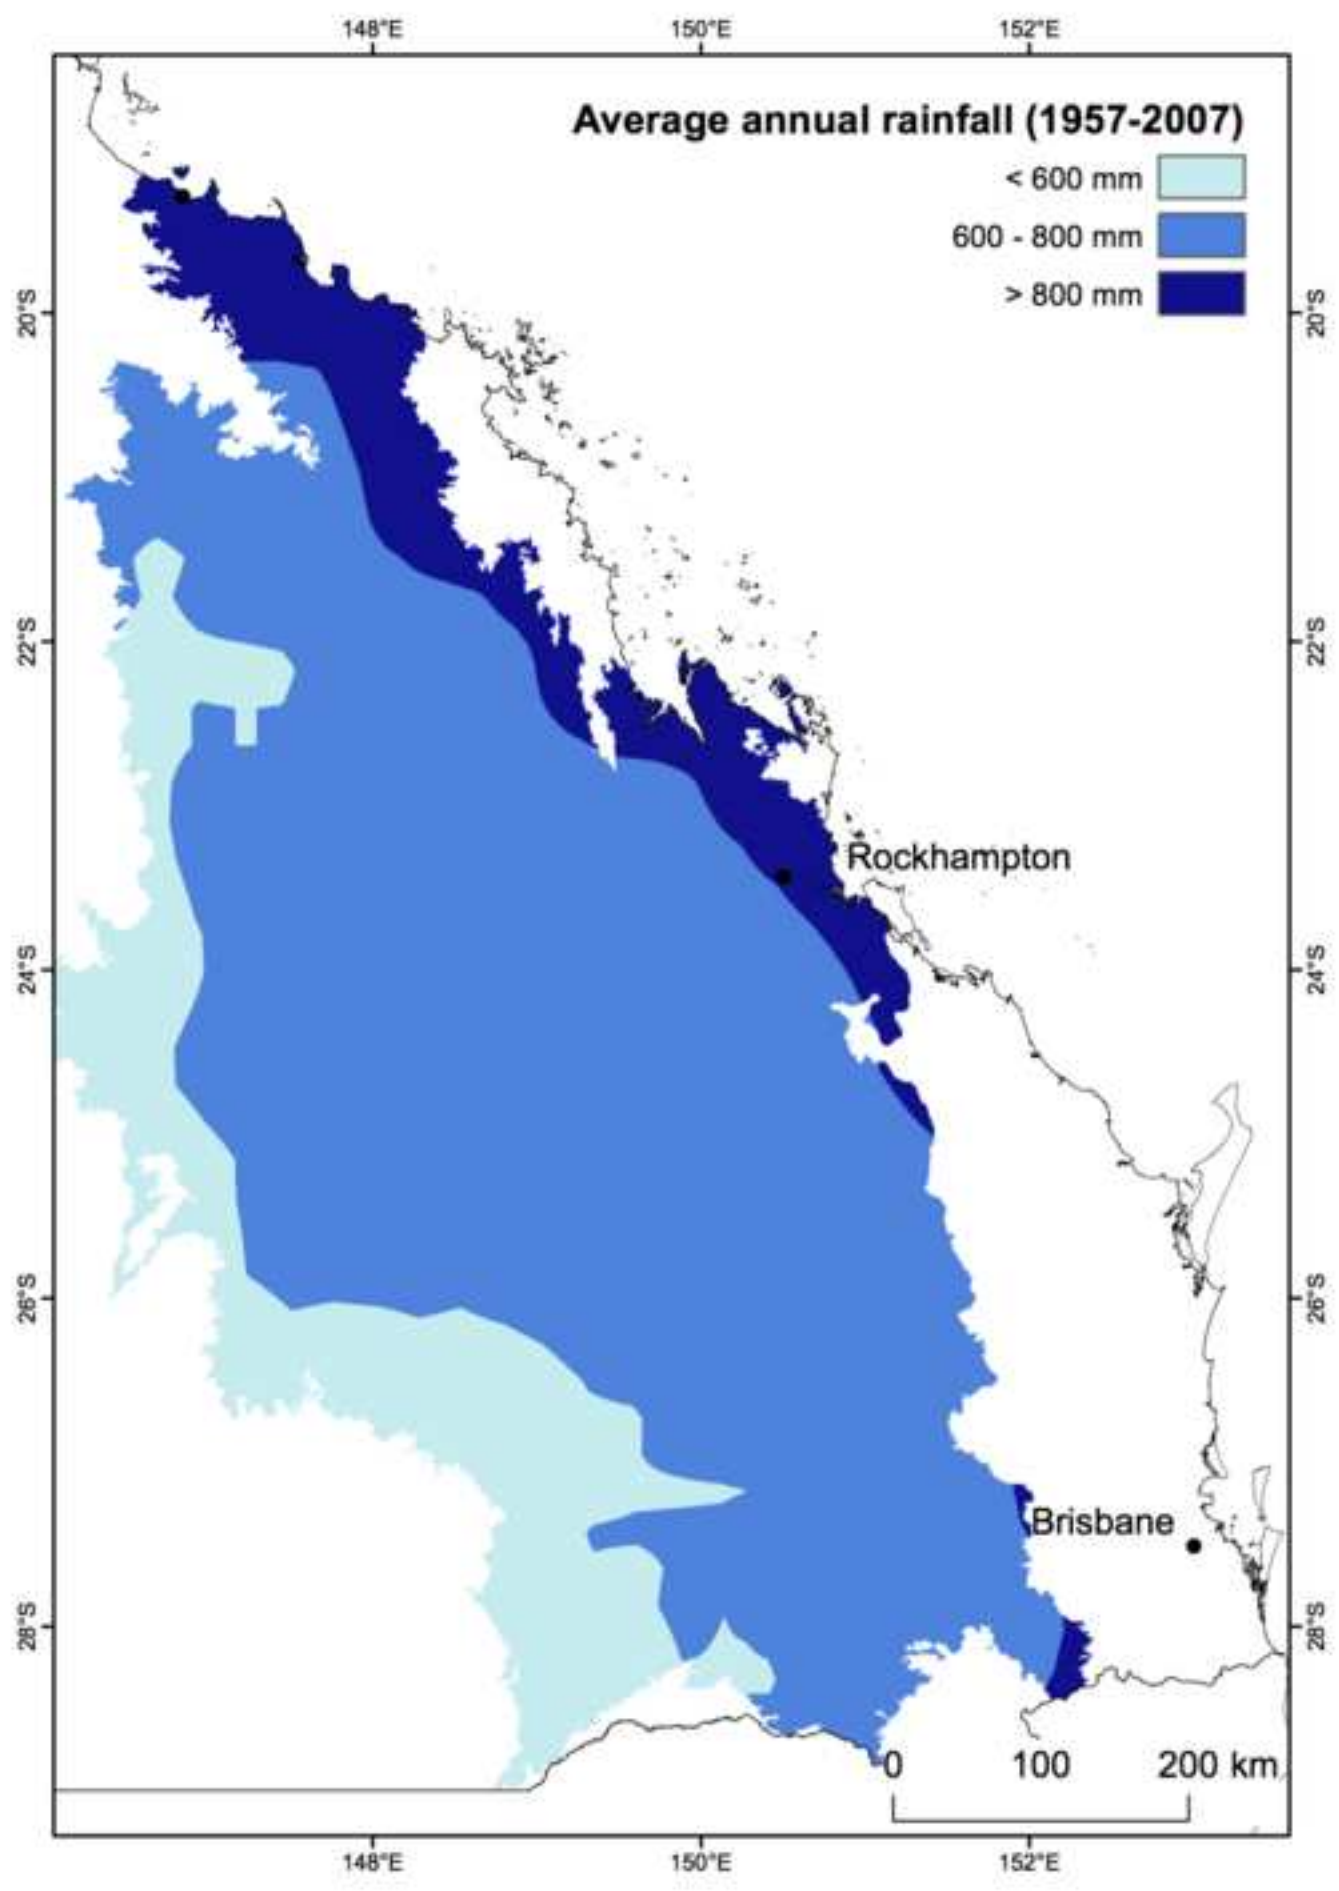 148°E 150°E 152°E
Average annual rainfall (1957-2007)
< 600 mm
600 - 800 mm
> 800 mm
20°S 20°S
22°S 22°S
Rockhampton
24°S 24°S
26°S 26°S
Brisbane
28°S 28°S
0 100 200 km
148°E 150°E 152°E